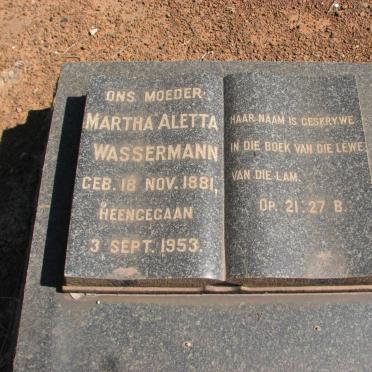 ONS MOEDER
MARTHA ALETTA
WASSERMANN
GEB. 18 NOV. 1881,
HEENGEGAAN
3 SEPT. 1953.
HAAR NAAM IS GESKRYWE
IN DIE BOEK VAN DIE LEWE
VAN DIE LAM.
OP. 21:27 B.